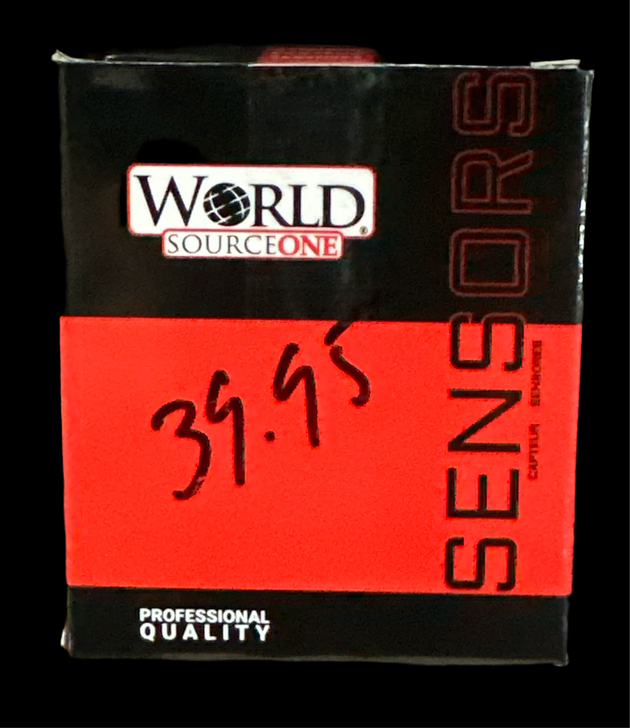 WORLD®
SOURCEONE
39.95
SENSORS
CAPTEUR SENSORES
PROFESSIONAL
QUALITY